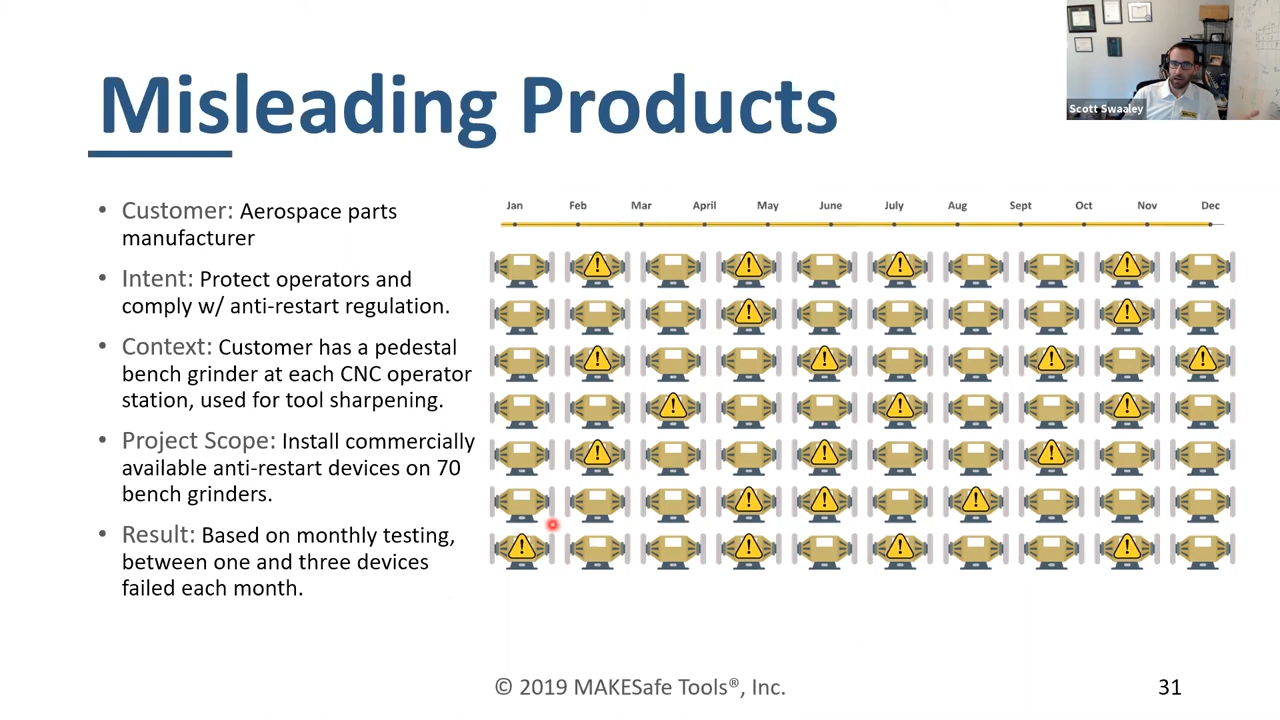 Misleading Products
Scott Swaaley
• Customer: Aerospace parts
manufacturer
• Intent: Protect operators and
comply w/ anti-restart regulation.
• Context: Customer has a pedestal
bench grinder at each CNC operator
station, used for tool sharpening.
• Project Scope: Install commercially
available anti-restart devices on 70
bench grinders.
• Result: Based on monthly testing,
between one and three devices
failed each month.
Jan Feb Mar April May June July Aug Sept Oct Nov Dec
© 2019 MAKESafe Tools®, Inc.
31